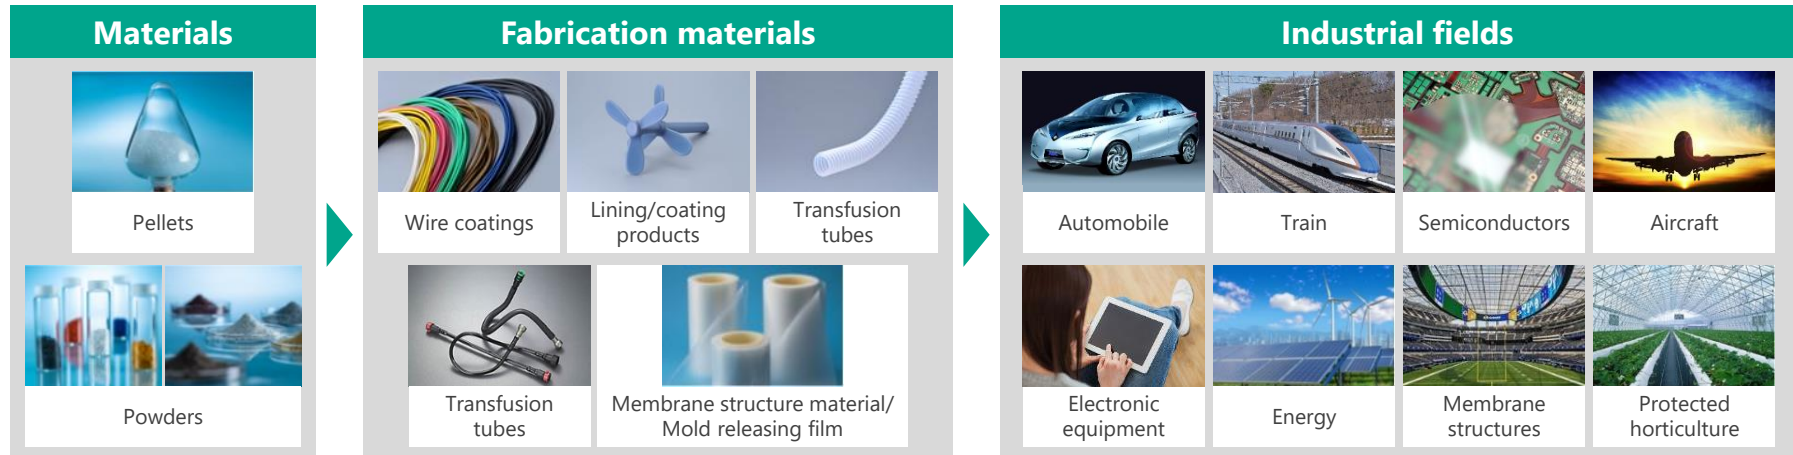 Materials
Fabrication materials
Industrial fields
Pellets
Powders
Wire coatings
Lining/coating
products
Transfusion
tubes
Transfusion
tubes
Membrane structure material/
Mold releasing film
Automobile
Train
Semiconductors
Aircraft
Electronic
equipment
Energy
Membrane
structures
Protected
horticulture